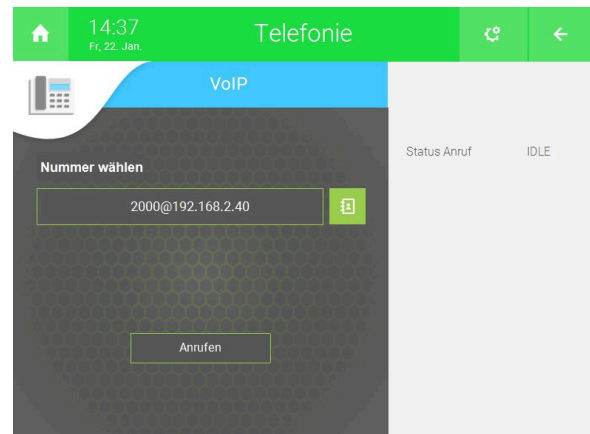 14:37
Fr, 22. Jan.
Telefonie
VoIP
Nummer wählen
2000@192.168.2.40
Anrufen
Status Anruf IDLE